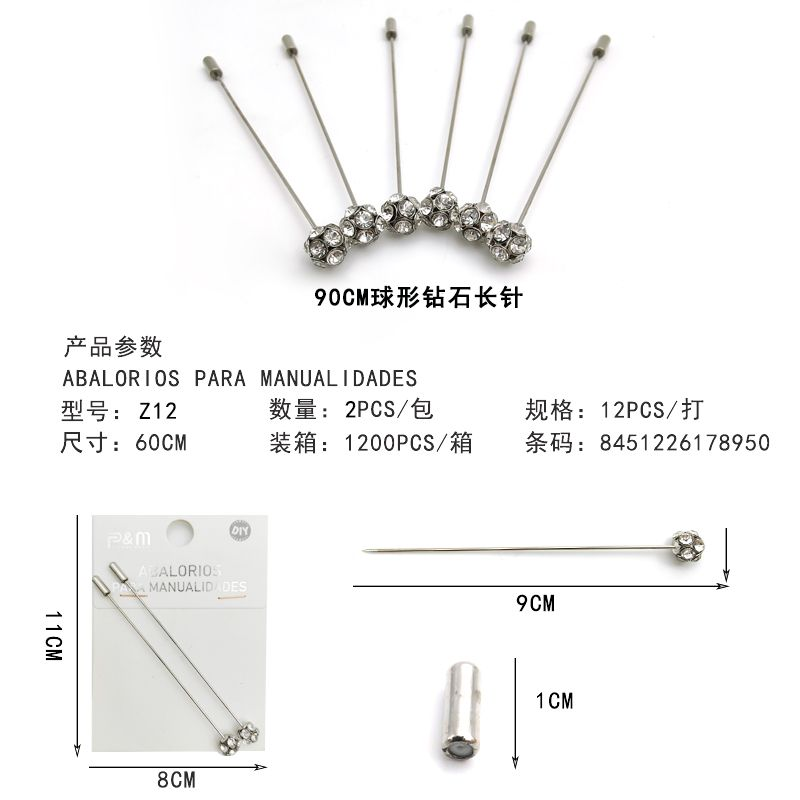 90CM球形钻石长针
产品参数
ABALORIOS PARA MANUALIDADES
型号: Z12 数量: 2PCS/包 规格: 12PCS/打
尺寸: 60CM 装箱: 1200PCS/箱 条码: 8451226178950
P&M
DIY
ABALORIOS
PARA MANUALIDADES
11CM
8CM
9CM
1CM